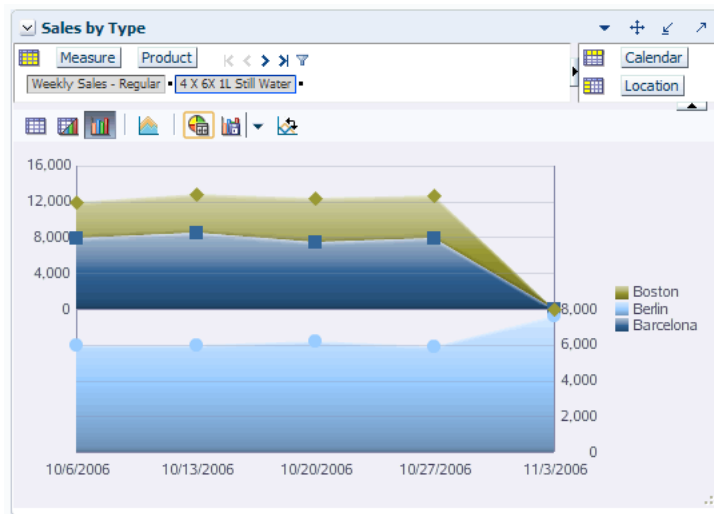 Sales by Type
Measure Product
Calendar
Weekly Sales - Regular 4 X 6X 1L Still Water
Location
16,000
12,000
8,000
4,000
0
8,000
6,000
4,000
2,000
0
Boston
Berlin
Barcelona
10/6/2006 10/13/2006 10/20/2006 10/27/2006 11/3/2006